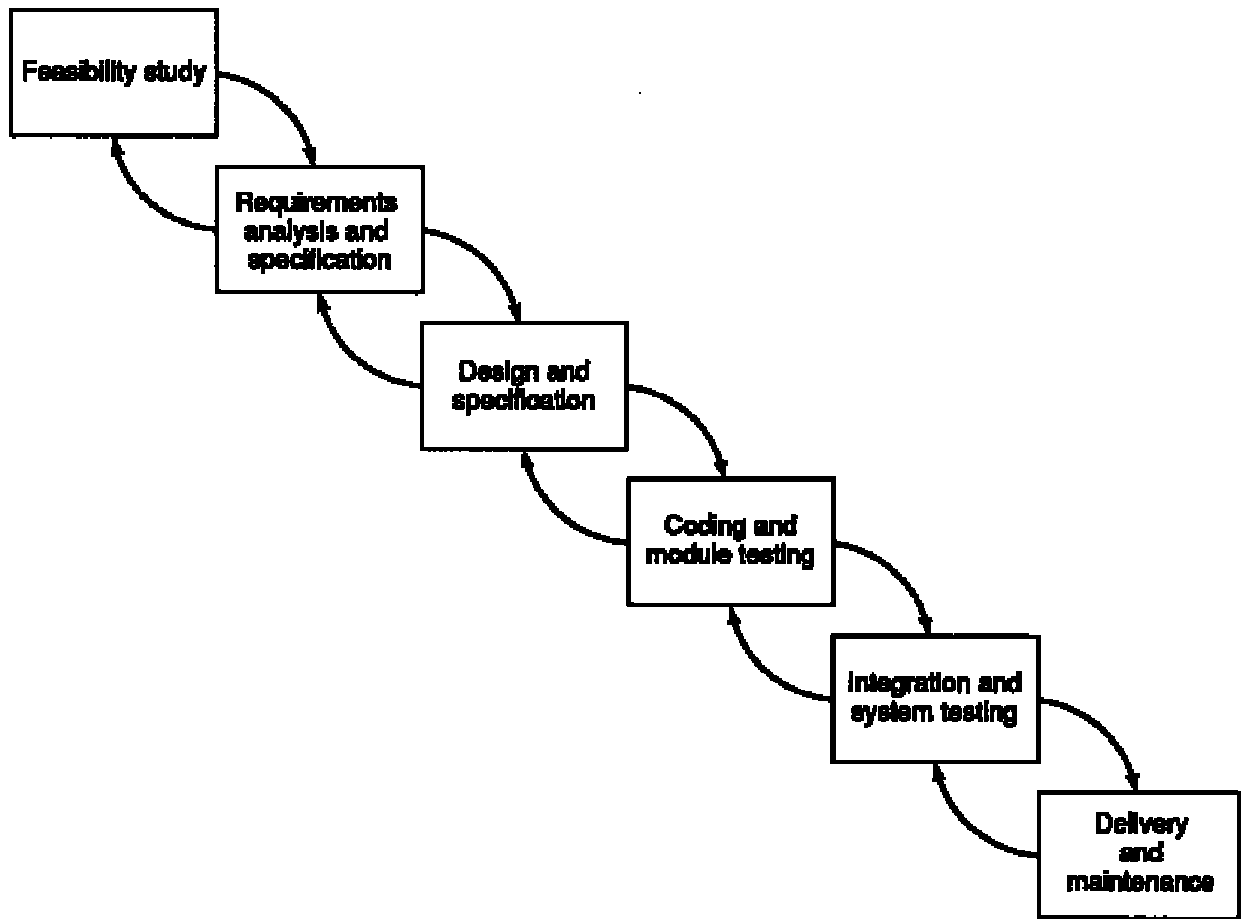 Feasibility study
Requirements
analysis and
specification
Design and
specification
Coding and
module testing
Integration and
system testing
Delivery
and
maintenance